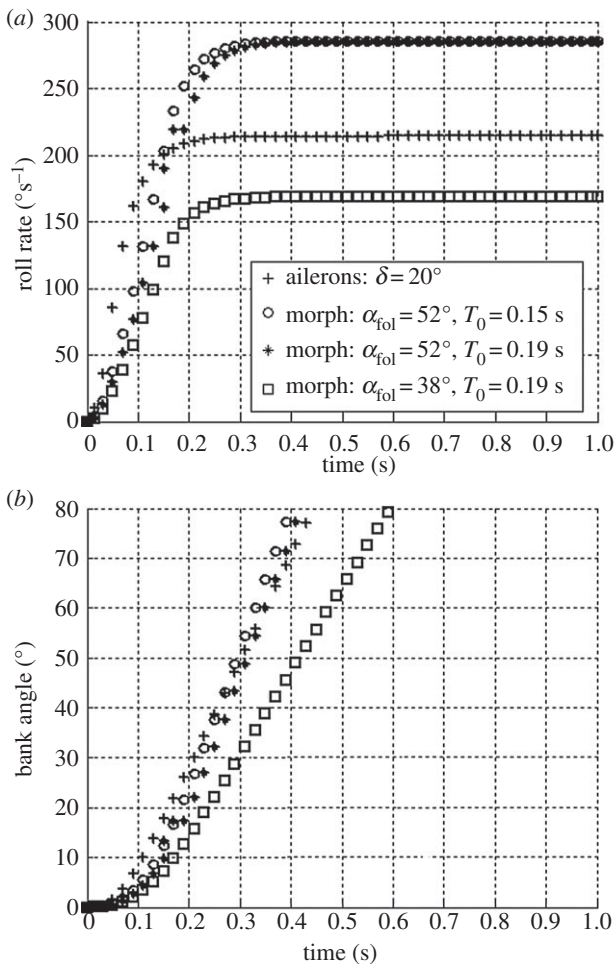 (a)
300
250
200
150
100
50
0
roll rate (°s⁻¹)
+ ailerons: δ = 20°
○ morph: α_fol = 52°, T₀ = 0.15 s
* morph: α_fol = 52°, T₀ = 0.19 s
□ morph: α_fol = 38°, T₀ = 0.19 s
0 0.1 0.2 0.3 0.4 0.5 0.6 0.7 0.8 0.9 1.0
time (s)
(b)
80
70
60
50
40
30
20
10
0
bank angle (°)
0 0.1 0.2 0.3 0.4 0.5 0.6 0.7 0.8 0.9 1.0
time (s)